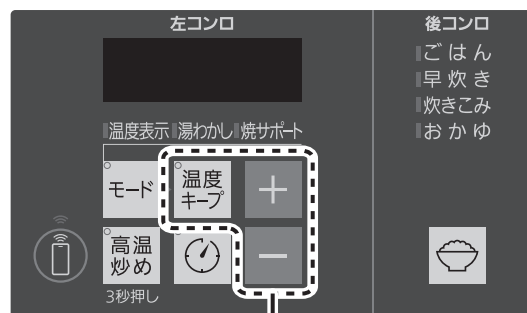 左コンロ
温度表示 湯わかし 焼サポート
モード
温度
キープ
＋
高温
炒め
－
3秒押し
後コンロ
ごはん
早炊き
炊きこみ
おかゆ